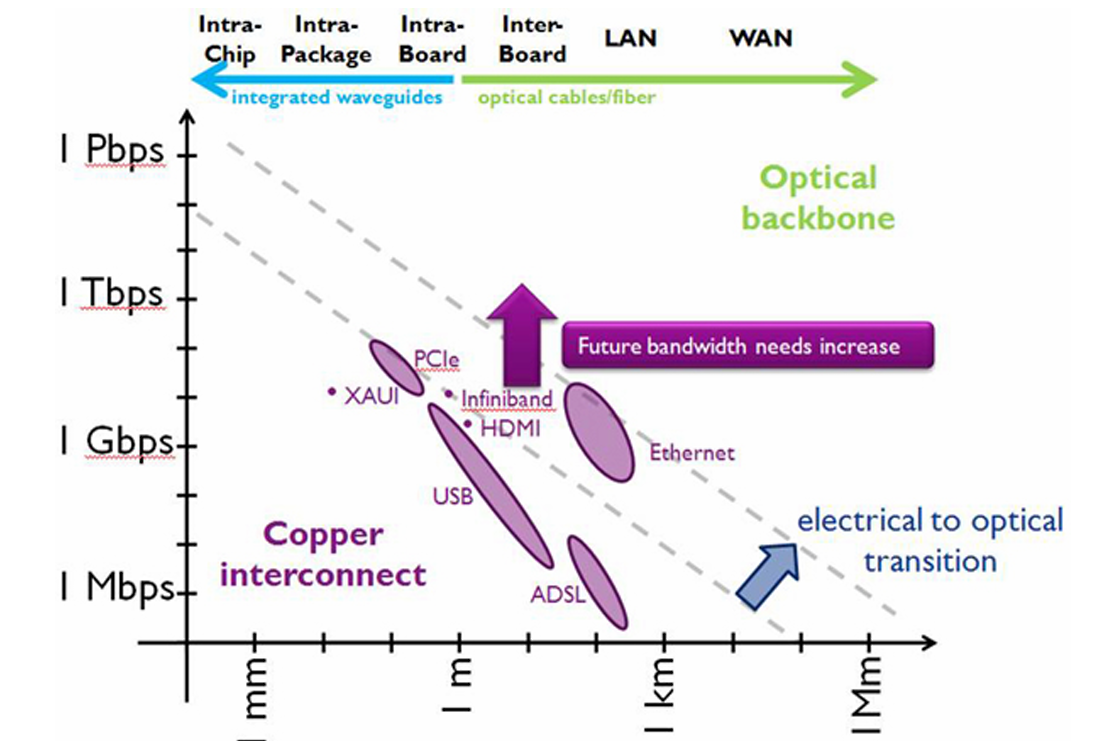 Intra-
Chip
Intra-
Package
Intra-
Board
Inter-
Board
LAN
WAN
integrated waveguides
optical cables/fiber
1 Pbps
1 Tbps
1 Gbps
1 Mbps
Optical
backbone
Future bandwidth needs increase
PCIe
XAUI
Infiniband
HDMI
Ethernet
USB
ADSL
Copper
interconnect
electrical to optical
transition
1 mm
1 m
1 km
1 Mm